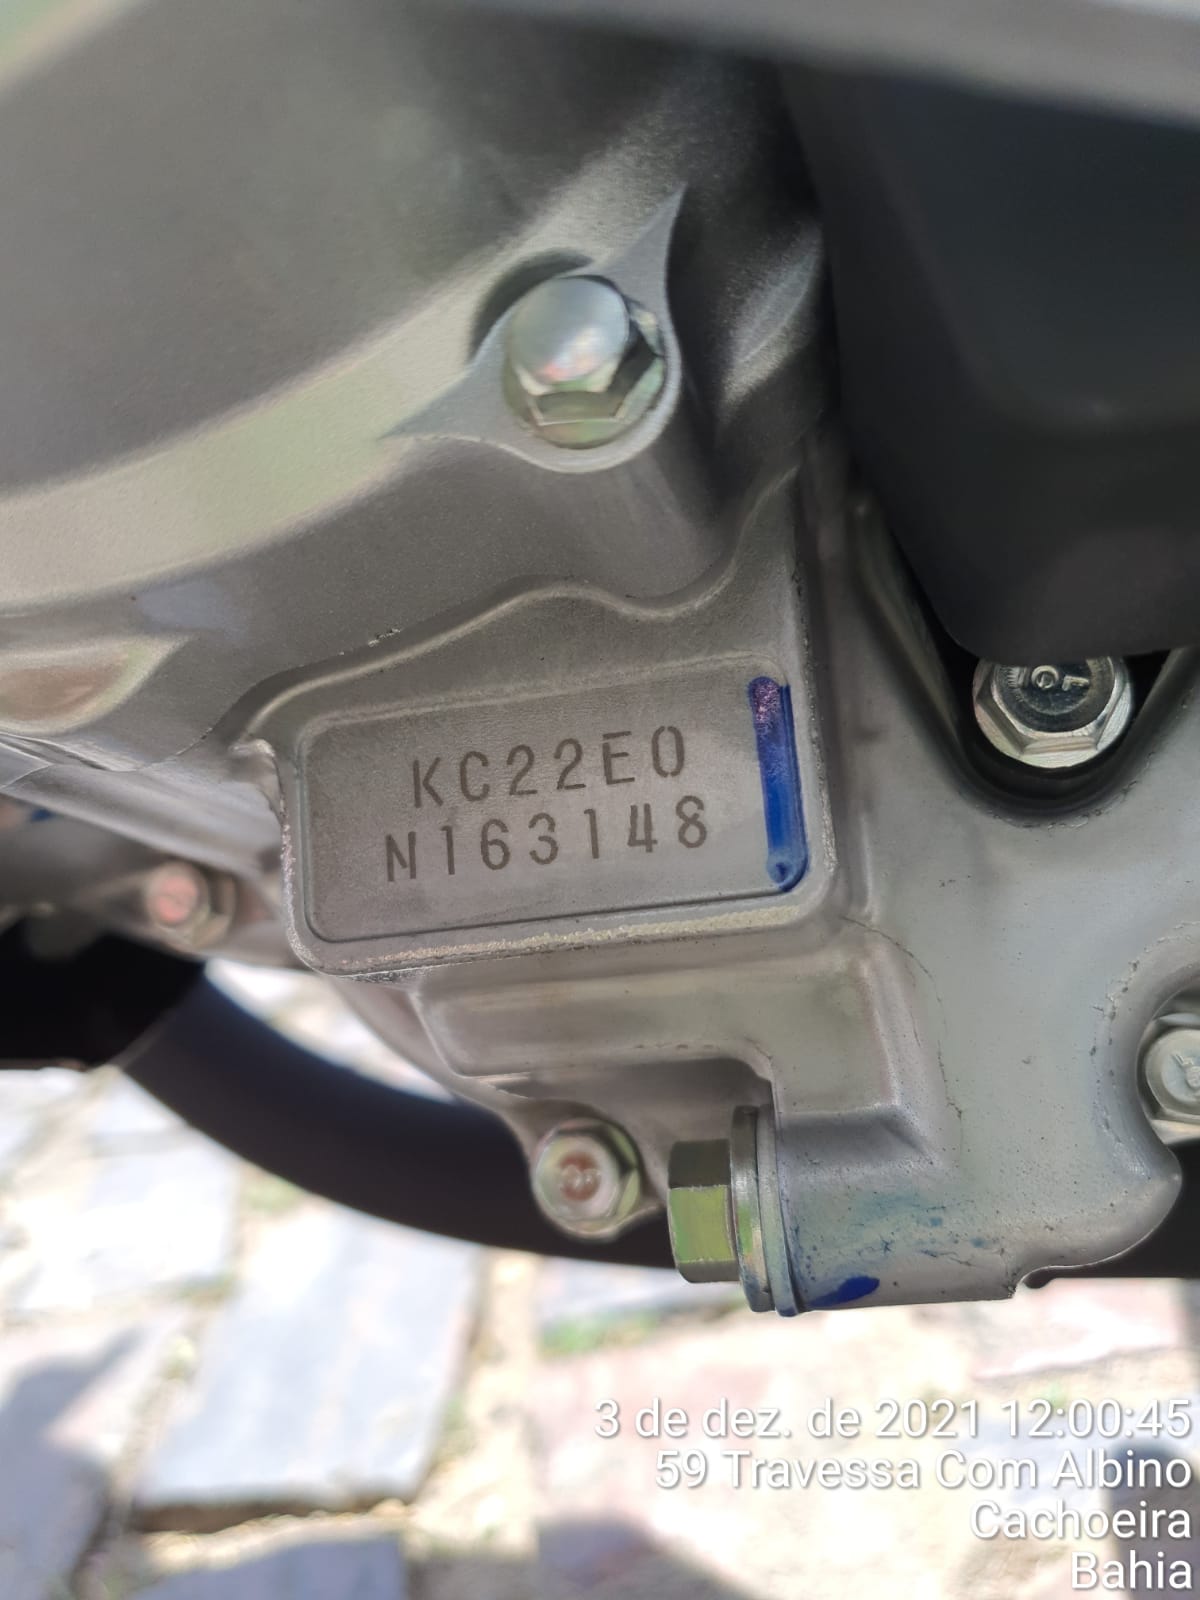 KC22E0
N163148
3 de dez. de 2021 12:00:45
59 Travessa Com Albino
Cachoeira
Bahia